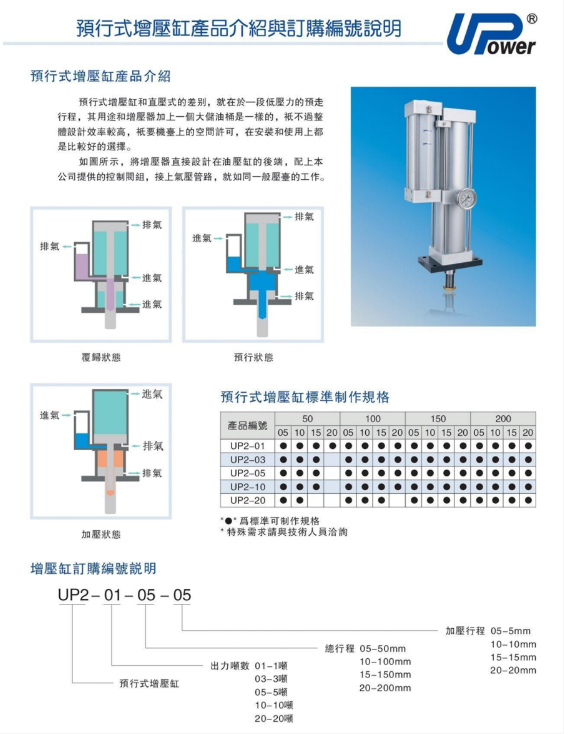 預行式增壓缸產品介紹與訂購編號說明
UPower®
預行式增壓缸產品介紹
預行式增壓缸和直壓式的差别，就在於一段低壓力的預走
行程，其用途和增壓器加上一個大儲油桶是一樣的，祇不過整
體設計效率較高，祇要機臺上的空間許可，在安裝和使用上都
是比較好的選擇。
如圖所示，將增壓器直接設計在油壓缸的後端，配上本
公司提供的控制閥組，接上氣壓管路，就如同一般壓臺的工作。
排氣
排氣
進氣
進氣
覆歸狀態
排氣
進氣
進氣
排氣
預行狀態
進氣
進氣
排氣
排氣
加壓狀態
預行式增壓缸標準制作規格
產品編號 50 100 150 200
05 10 15 20 05 10 15 20 05 10 15 20 05 10 15 20
UP2-01 ● ● ● ● ● ● ● ● ● ● ● ● ● ● ● ●
UP2-03 ● ● ● ● ● ● ● ● ● ● ● ● ● ● ●
UP2-05 ● ● ● ● ● ● ● ● ● ● ● ● ● ● ●
UP2-10 ● ● ● ● ● ● ● ● ● ● ● ● ● ● ●
UP2-20 ● ● ● ● ● ● ● ● ● ● ● ● ● ●
"●" 爲標準可制作規格
* 特殊需求請與技術人員洽詢
增壓缸訂購編號説明
UP2-01-05-05
加壓行程 05-5mm
10-10mm
15-15mm
20-20mm
總行程 05-50mm
10-100mm
15-150mm
20-200mm
出力噸數 01-1噸
03-3噸
05-5噸
10-10噸
20-20噸
預行式增壓缸